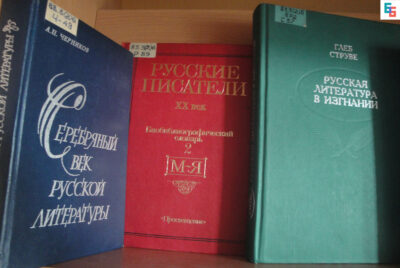 А.П. ЧЕРНИКОВ
СЕРЕБРЯНЫЙ
ВЕК
РУССКОЙ
ЛИТЕРАТУРЫ
РУССКИЕ
ПИСАТЕЛИ
XX век
Биобиблиографический
словарь
2
М-Я
«Просвещение»
ГЛЕБ
СТРУВЕ
РУССКАЯ
ЛИТЕРАТУРА
В ИЗГНАНИИ